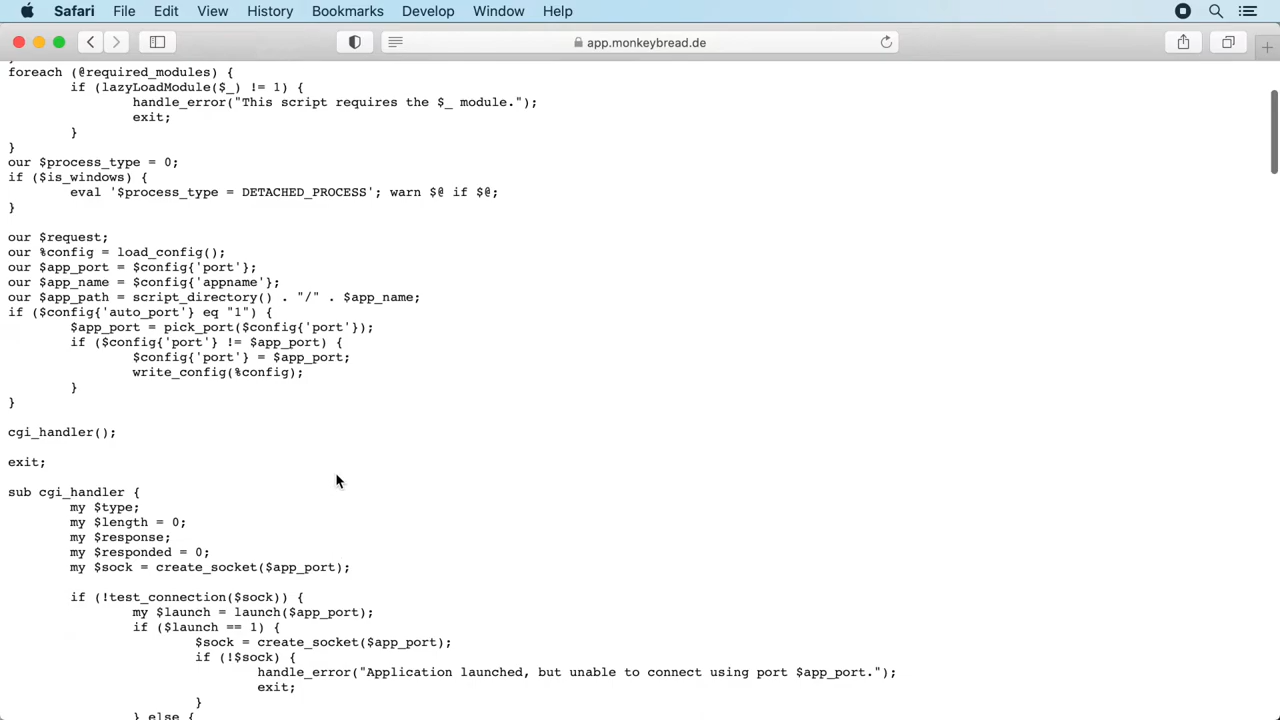 Safari File Edit View History Bookmarks Develop Window Help
app.monkeybread.de
}
foreach (@required_modules) {
if (lazyLoadModule($_) != 1) {
handle_error("This script requires the $_ module.");
exit;
}
}
our $process_type = 0;
if ($is_windows) {
eval '$process_type = DETACHED_PROCESS'; warn $@ if $@;
}
our $request;
our %config = load_config();
our $app_port = $config{'port'};
our $app_name = $config{'appname'};
our $app_path = script_directory() . "/" . $app_name;
if ($config{'auto_port'} eq "1") {
$app_port = pick_port($config{'port'});
if ($config{'port'} != $app_port) {
$config{'port'} = $app_port;
write_config(%config);
}
}
cgi_handler();
exit;
sub cgi_handler {
my $type;
my $length = 0;
my $response;
my $responded = 0;
my $sock = create_socket($app_port);
if (!test_connection($sock)) {
my $launch = launch($app_port);
if ($launch == 1) {
$sock = create_socket($app_port);
if (!$sock) {
handle_error("Application launched, but unable to connect using port $app_port.");
exit;
}
} else {